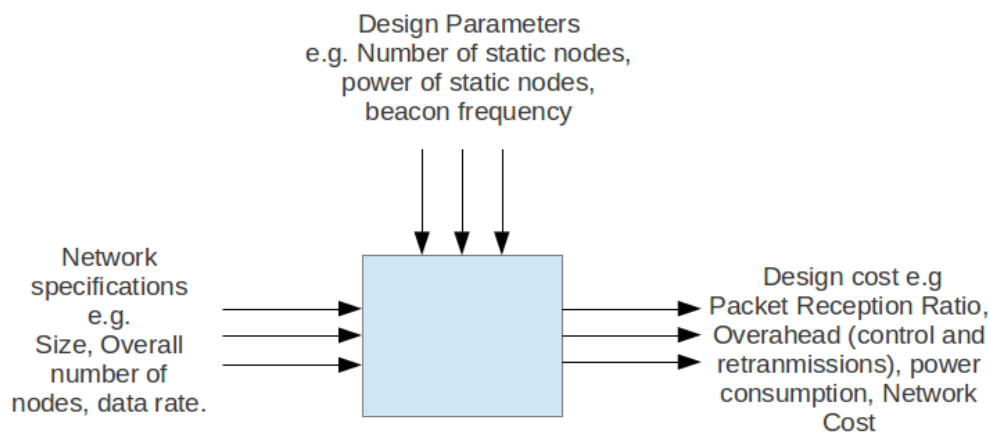 Design Parameters
e.g. Number of static nodes,
power of static nodes,
beacon frequency
Network
specifications
e.g.
Size, Overall
number of
nodes, data rate.
Design cost e.g
Packet Reception Ratio,
Overahead (control and
retranmissions), power
consumption, Network
Cost